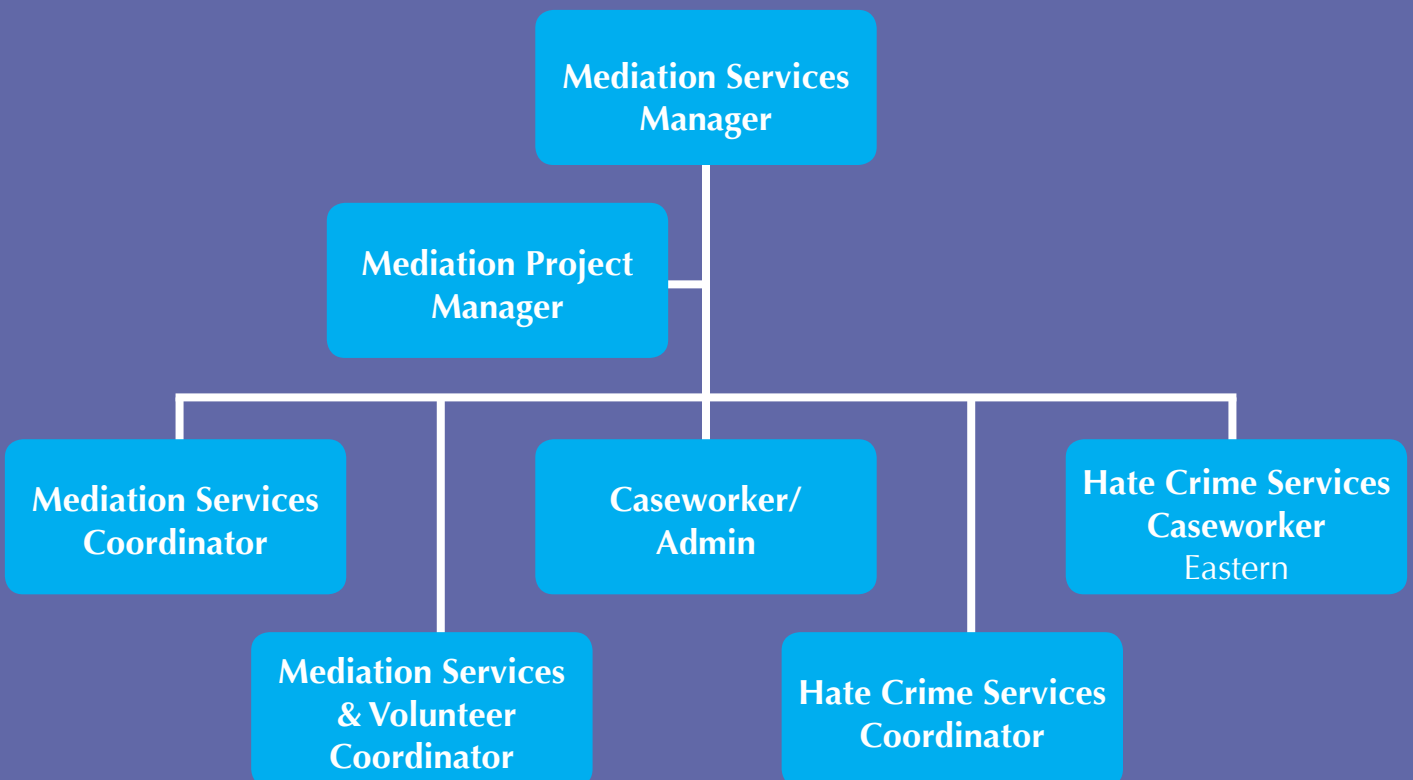 Mediation Services
Manager
Mediation Project
Manager
Mediation Services
Coordinator
Caseworker/
Admin
Hate Crime Services
Caseworker
Eastern
Mediation Services
& Volunteer
Coordinator
Hate Crime Services
Coordinator